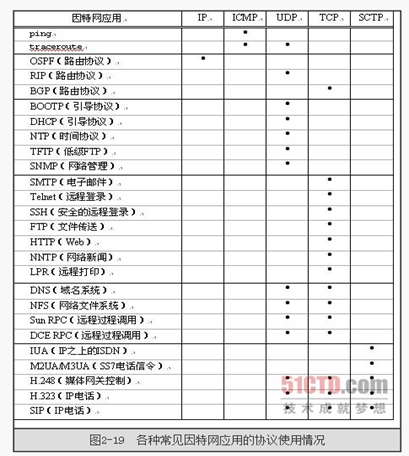 因特网应用 IP ICMP UDP TCP SCTP
ping •
traceroute • •
OSPF（路由协议） •
RIP（路由协议） •
BGP（路由协议） •
BOOTP（引导协议） •
DHCP（引导协议） •
NTP（时间协议） •
TFTP（低级FTP） •
SNMP（网络管理） •
SMTP（电子邮件） •
Telnet（远程登录） •
SSH（安全的远程登录） •
FTP（文件传送） •
HTTP（Web） •
NNTP（网络新闻） •
LPR（远程打印） •
DNS（域名系统） • •
NFS（网络文件系统） • •
Sun RPC（远程过程调用） • •
DCE RPC（远程过程调用） • •
IUA（IP之上的ISDN） •
M2UA/M3UA（SS7电话信令） •
H.248（媒体网关控制） • • •
H.323（IP电话） • • •
SIP（IP电话） • • •
51CTO.com
技术成就梦想
图2-19 各种常见因特网应用的协议使用情况